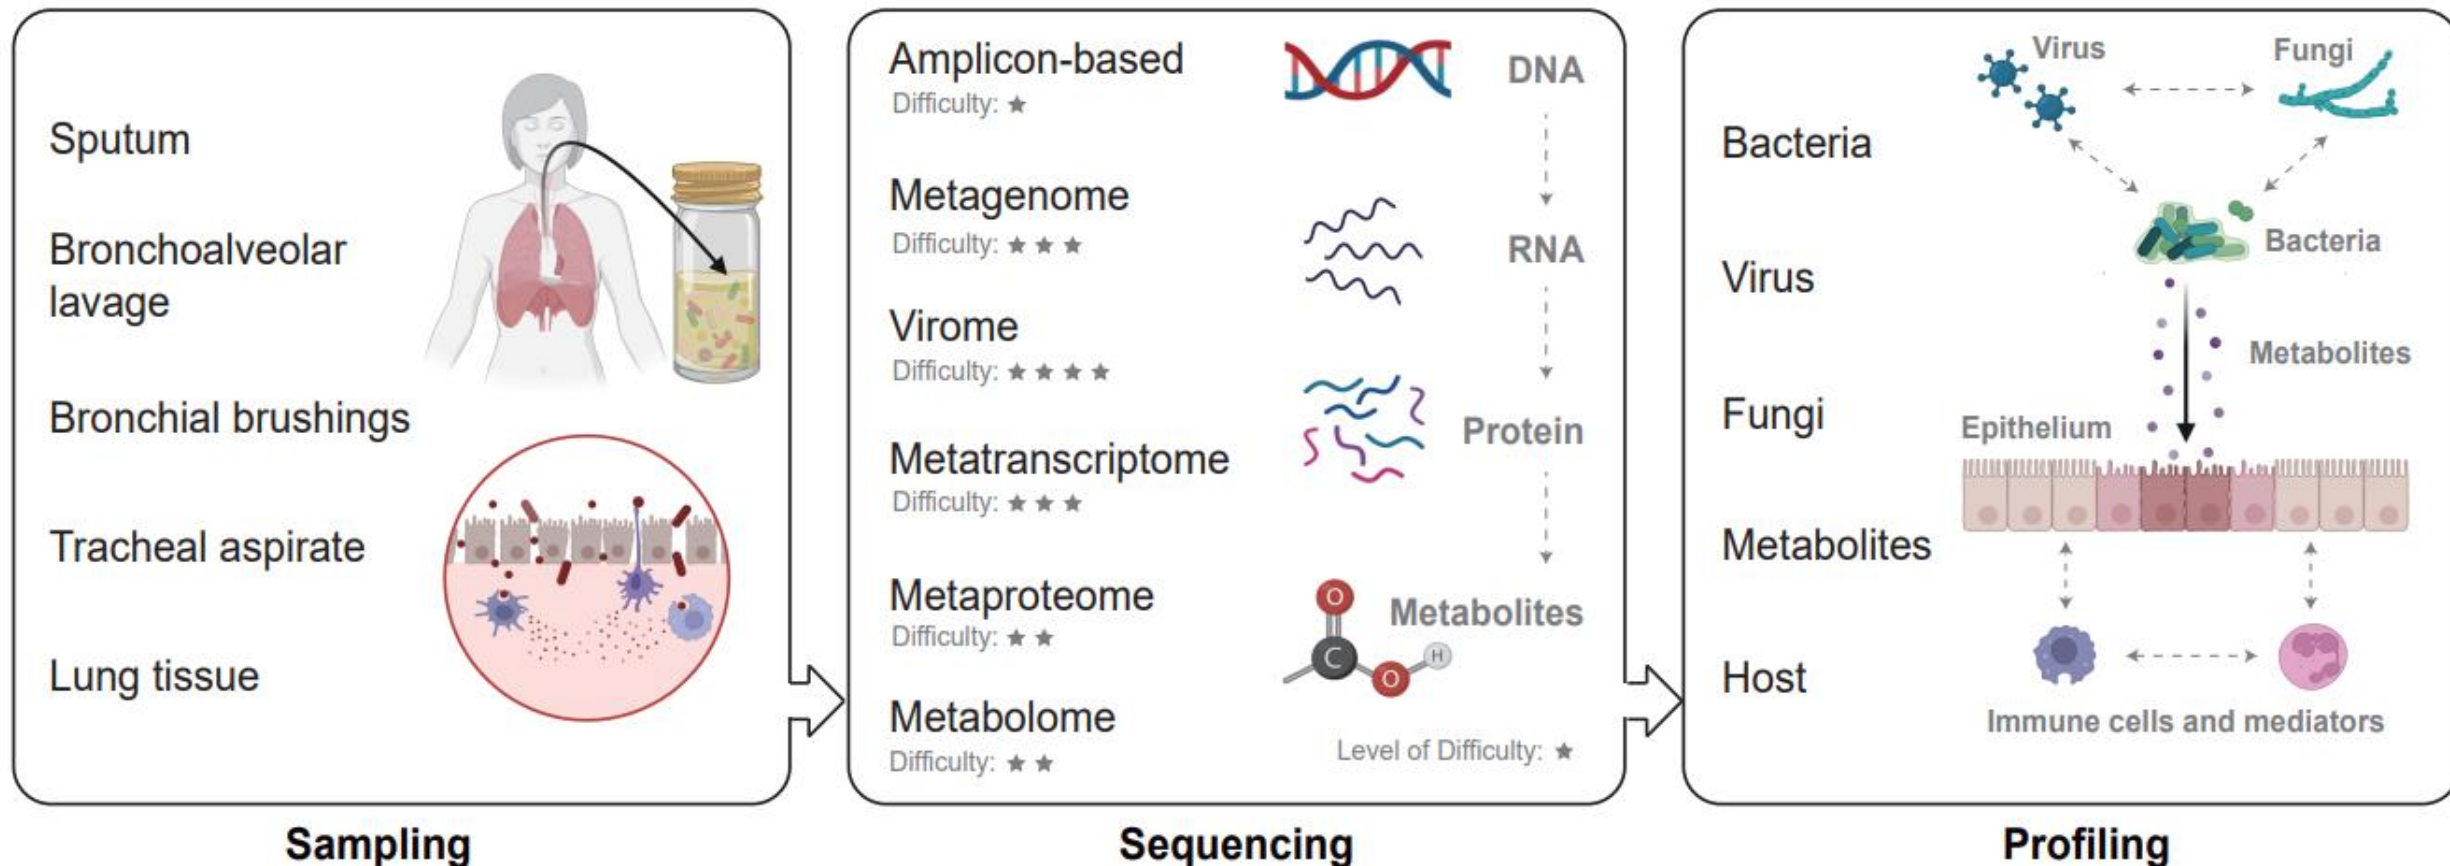 Sputum
Bronchoalveolar
lavage
Bronchial brushings
Tracheal aspirate
Lung tissue
Sampling
Amplicon-based
Difficulty: ★
Metagenome
Difficulty: ★ ★ ★
Virome
Difficulty: ★ ★ ★ ★
Metatranscriptome
Difficulty: ★ ★ ★
Metaproteome
Difficulty: ★ ★
Metabolome
Difficulty: ★ ★
DNA
RNA
Protein
O
Metabolites
C
H
O
Level of Difficulty: ★
Sequencing
Bacteria
Virus
Fungi
Metabolites
Host
Virus
Fungi
Bacteria
Metabolites
Epithelium
Immune cells and mediators
Profiling